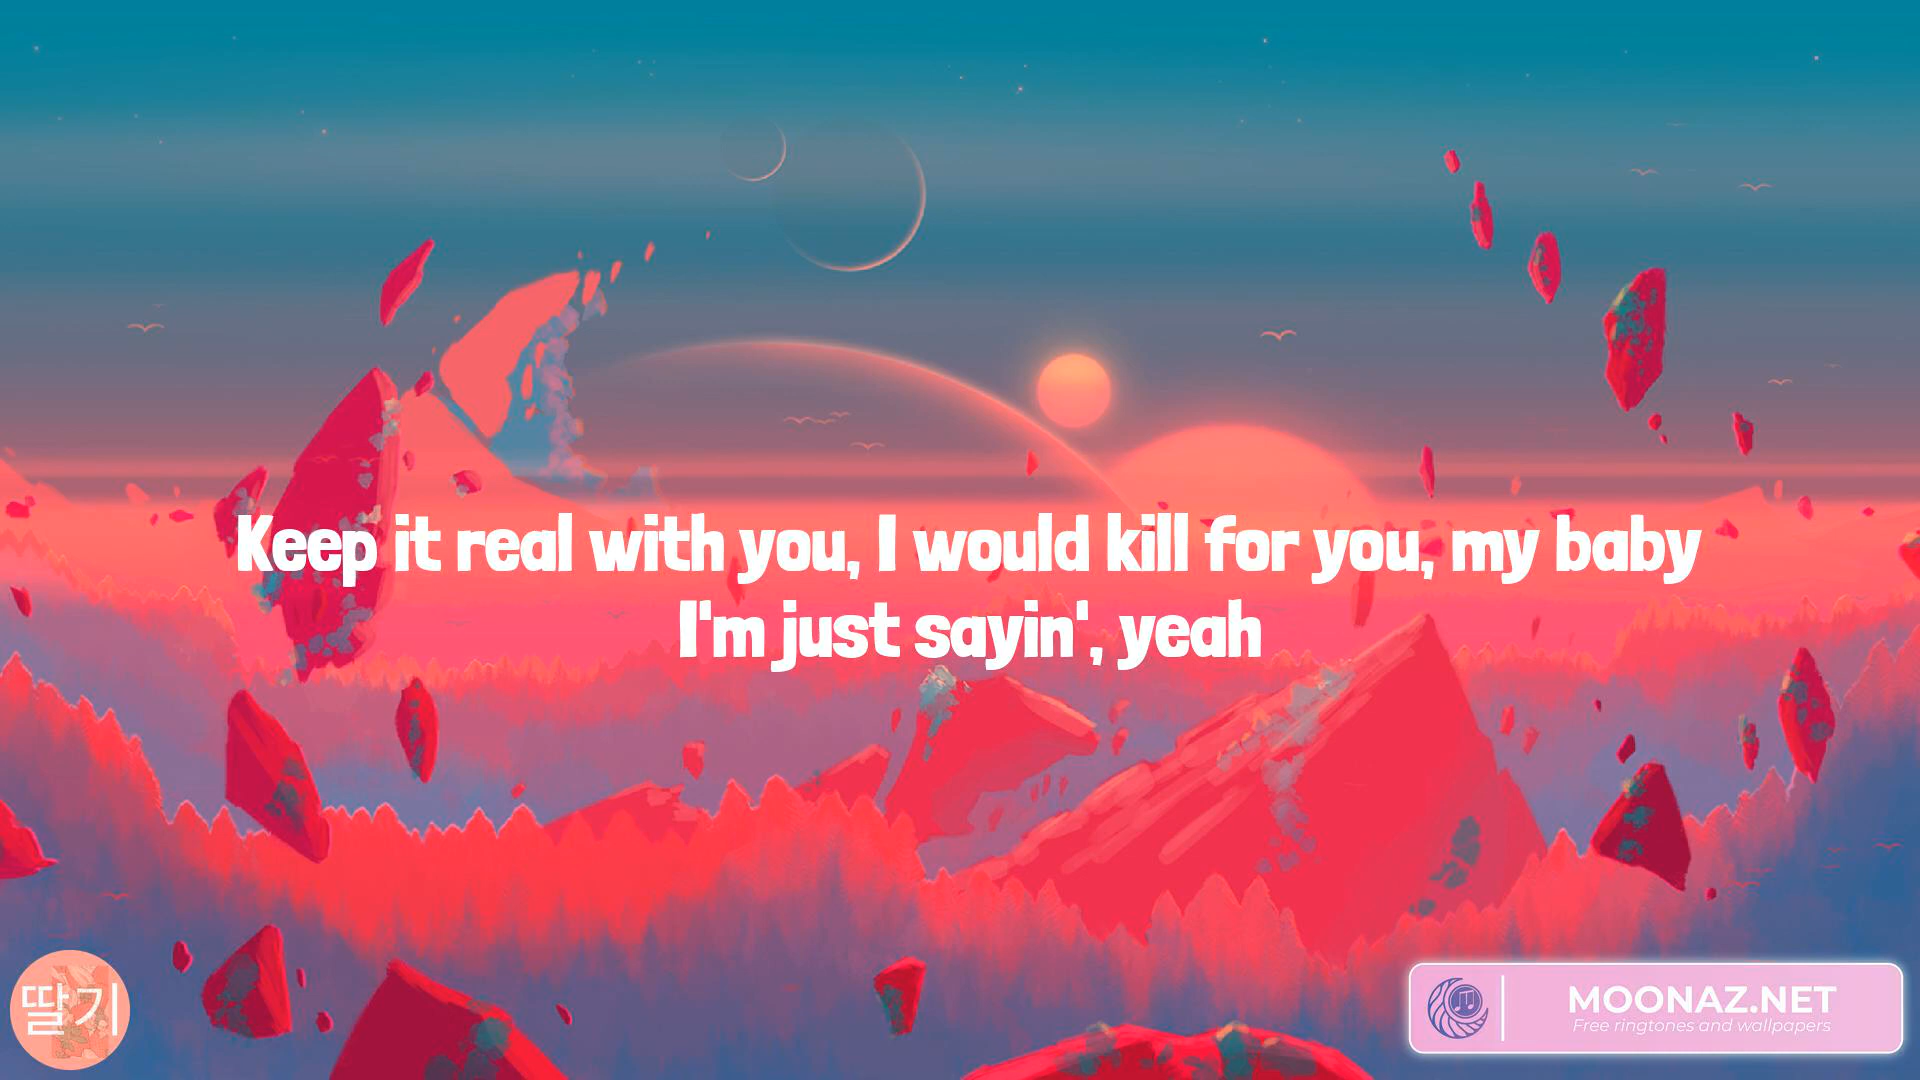 Keep it real with you, I would kill for you, my baby
I'm just sayin', yeah
딸기
MOONAZ.NET
Free ringtones and wallpapers